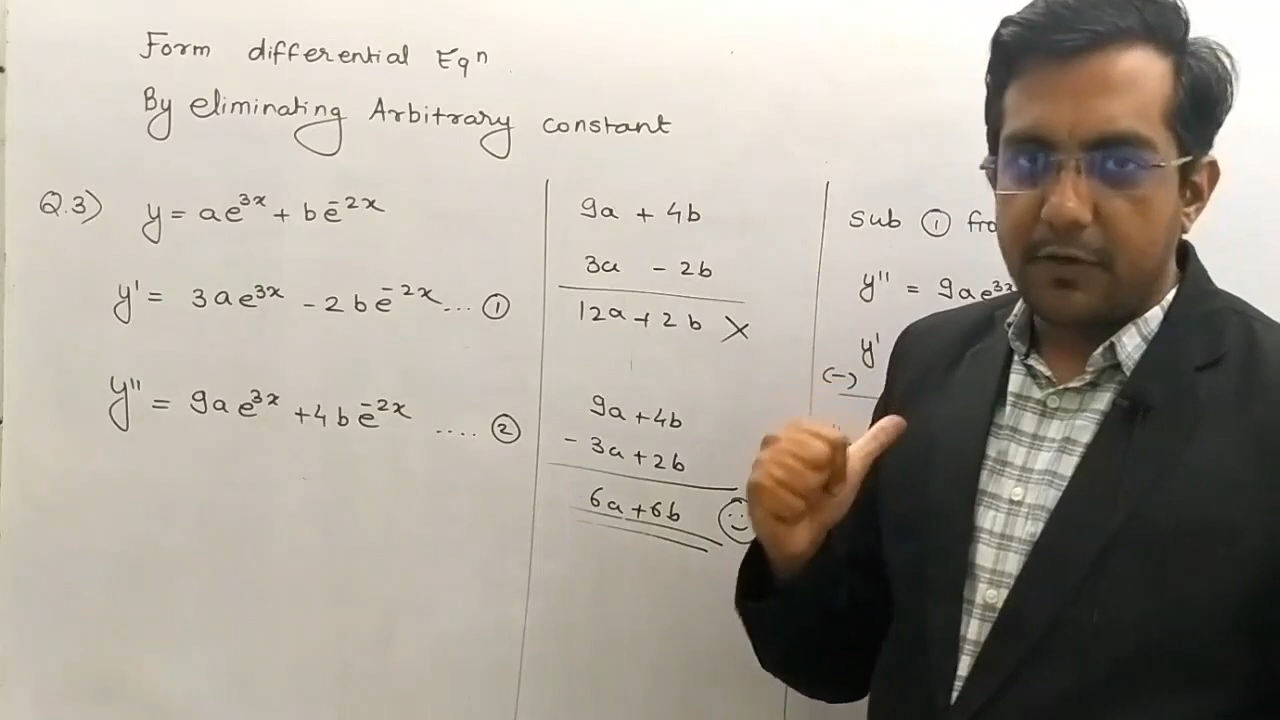 Form differential Eqⁿ
By eliminating Arbitrary constant
Q.3) y = ae^{3x} + be^{-2x}
y' = 3ae^{3x} - 2be^{-2x} ... ①
y'' = 9ae^{3x} + 4be^{-2x} .... ②
9a + 4b
3a - 2b
12a + 2b ✗
9a + 4b
- 3a + 2b
6a + 6b
sub ①
y'' = 9ae^{3x}
y'
(-)